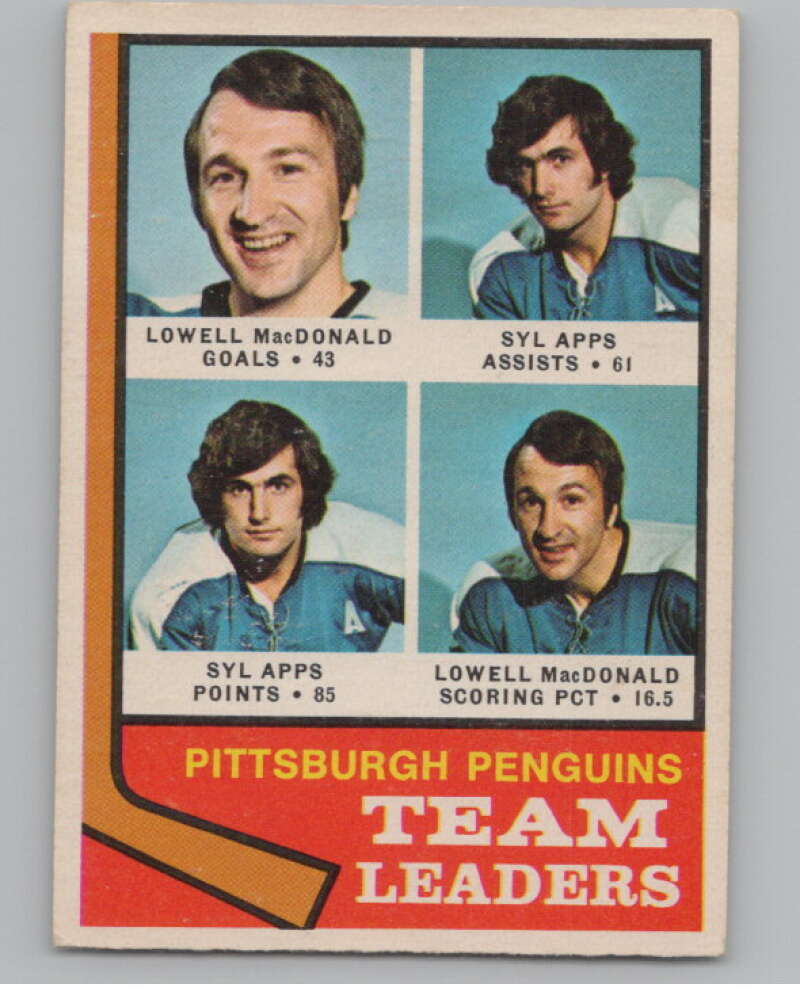 LOWELL MacDONALD
GOALS • 43
SYL APPS
ASSISTS • 61
A
SYL APPS
POINTS • 85
A
LOWELL MacDONALD
SCORING PCT • 16.5
PITTSBURGH PENGUINS
TEAM
LEADERS